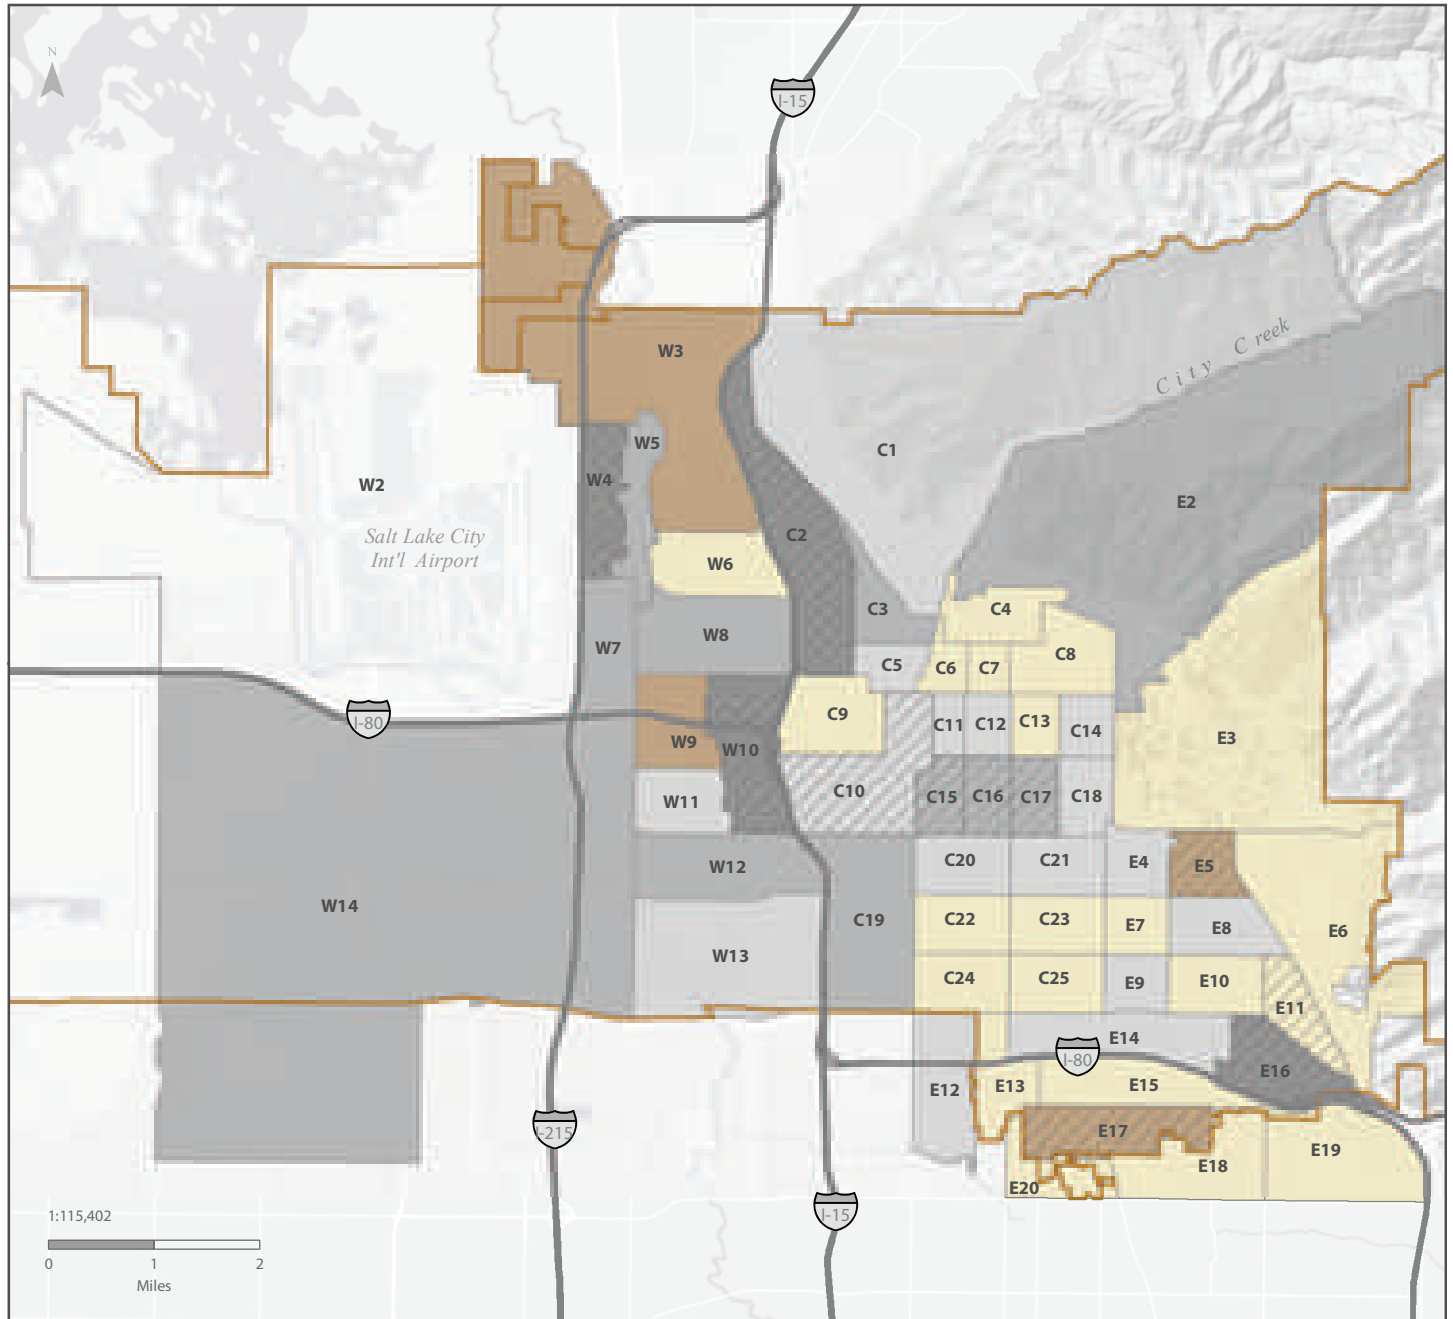 N
I-15
City Creek
W3
W5
C1
W4
W2
E2
Salt Lake City
Int'l Airport
C2
W6
C3
C4
W8
W7
C8
C5
C6
C7
I-80
C9
C11
C12
C13
C14
E3
W9
W10
W11
C10
C15
C16
C17
C18
W12
C20
C21
E4
E5
W14
C19
C22
C23
E7
E8
E6
W13
C24
C25
E9
E10
E11
E14
I-80
E12
E13
E15
E16
I-215
E17
E18
E19
E20
I-15
1:115,402
0 1 2
Miles